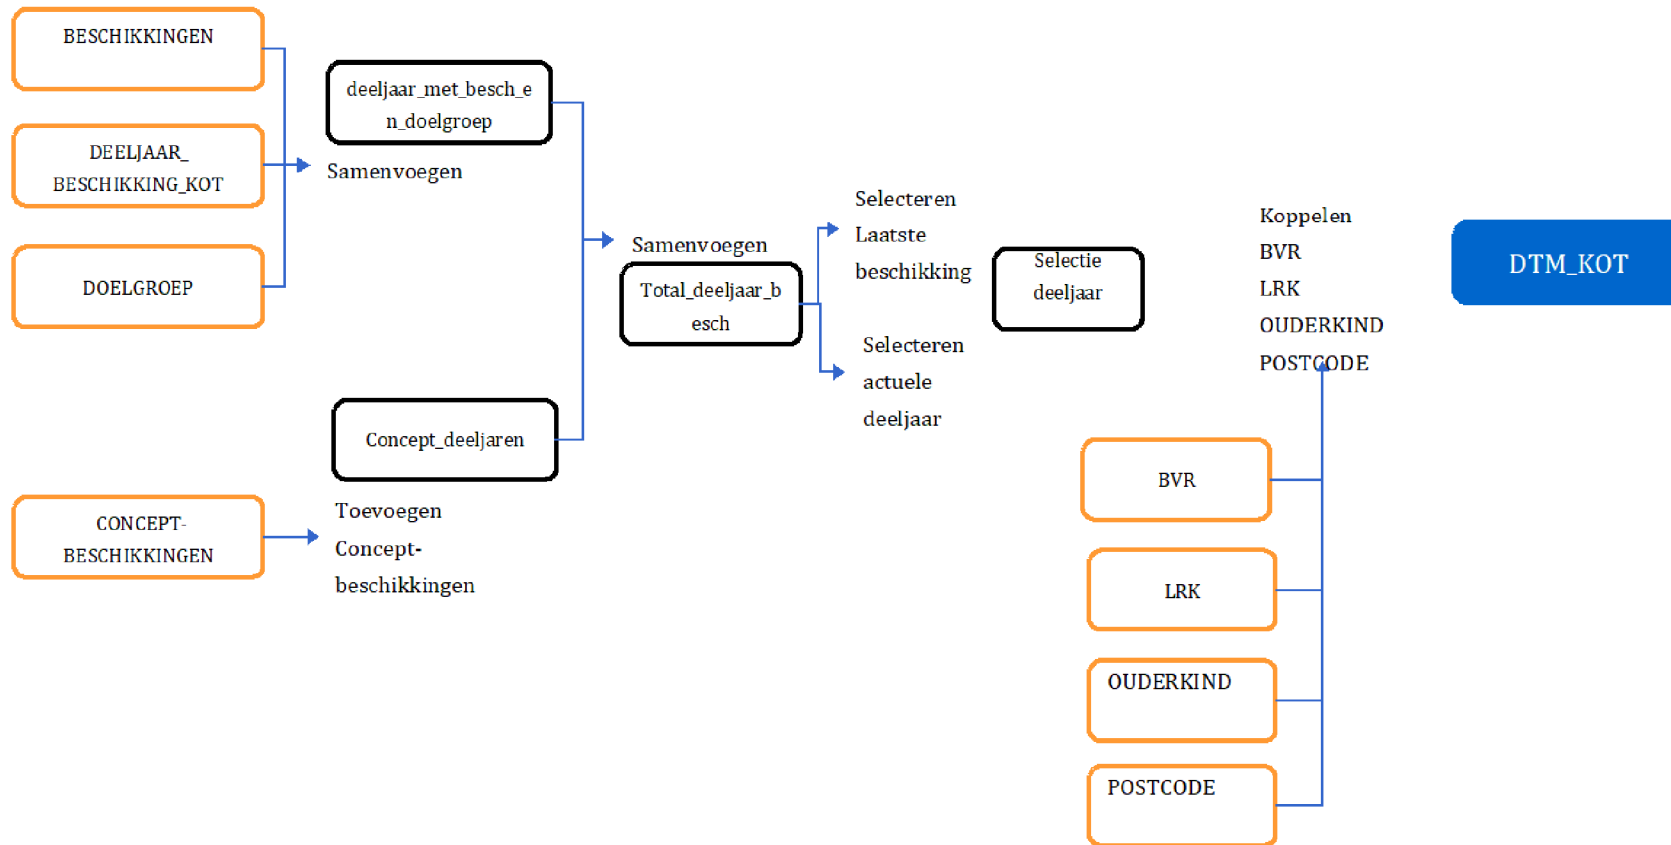 BESCHIKKINGEN
DEELJAAR_
BESCHIKKING_KOT
DOELGROEP
CONCEPT-
BESCHIKKINGEN
deeljaar_met_besch_e
n_doelgroep
Samenvoegen
Concept_deeljaren
Toevoegen
Concept-
beschikkingen
Samenvoegen
Total_deeljaar_b
esch
Selecteren
Laatste
beschikking
Selecteren
actuele
deeljaar
Selectie
deeljaar
Koppelen
BVR
LRK
OUDERKIND
POSTCODE
BVR
LRK
OUDERKIND
POSTCODE
DTM_KOT